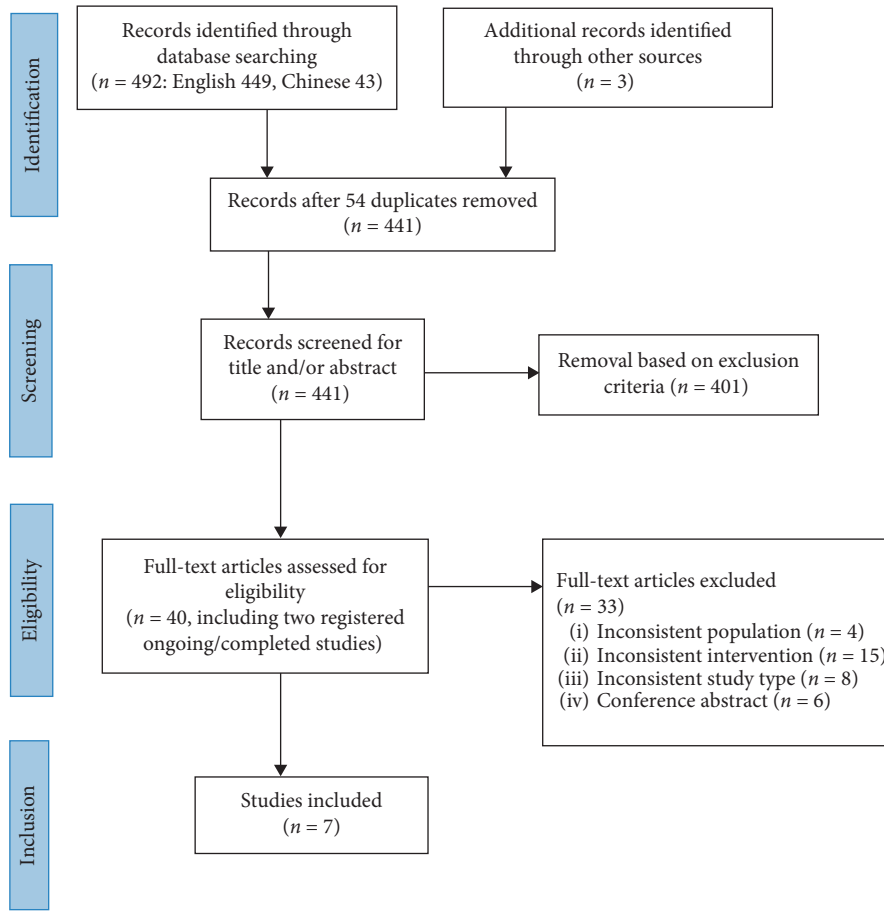 Identification
Records identified through
database searching
(n = 492: English 449, Chinese 43)
Additional records identified
through other sources
(n = 3)
Records after 54 duplicates removed
(n = 441)
Screening
Records screened for
title and/or abstract
(n = 441)
Removal based on exclusion
criteria (n = 401)
Eligibility
Full-text articles assessed for
eligibility
(n = 40, including two registered
ongoing/completed studies)
Full-text articles excluded
(n = 33)
(i) Inconsistent population (n = 4)
(ii) Inconsistent intervention (n = 15)
(iii) Inconsistent study type (n = 8)
(iv) Conference abstract (n = 6)
Inclusion
Studies included
(n = 7)